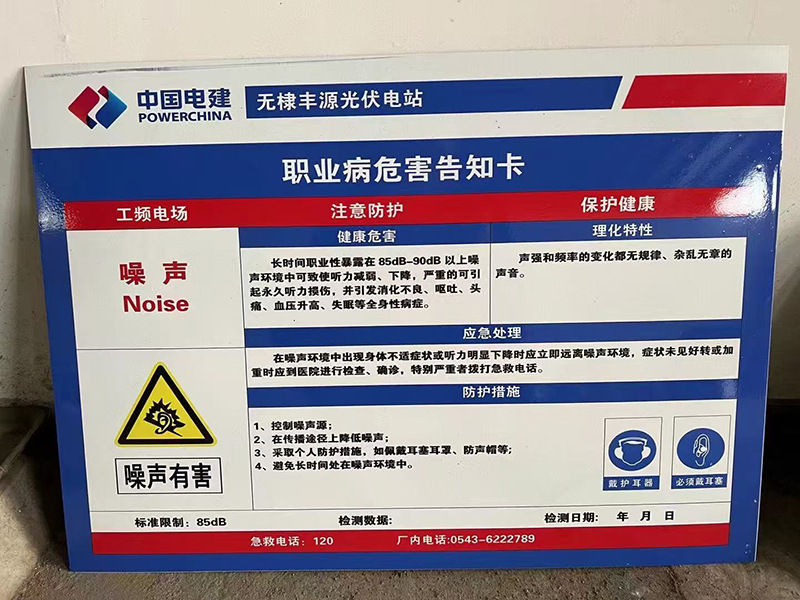 中国电建
POWERCHINA
无棣丰源光伏电站
职业病危害告知卡
工频电场 注意防护 保护健康
噪声
Noise
健康危害
长时间职业性暴露在 85dB-90dB 以上噪
声环境中可致使听力减弱、下降，严重的可引
起永久听力损伤，并引发消化不良、呕吐、头
痛、血压升高、失眠等全身性病症。
理化特性
声强和频率的变化都无规律、杂乱无章的
声音。
应急处理
在噪声环境中出现身体不适症状或听力明显下降时应立即远离噪声环境，症状未见好转或加
重时应到医院进行检查、确诊，特别严重者拨打急救电话。
噪声有害
防护措施
1、控制噪声源；
2、在传播途径上降低噪声；
3、采取个人防护措施，如佩戴耳塞耳罩、防声帽等；
4、避免长时间处在噪声环境中。
戴护耳器
必须戴耳塞
标准限制：85dB 检测数据： 检测日期： 年 月 日
急救电话：120 厂内电话:0543-6222789